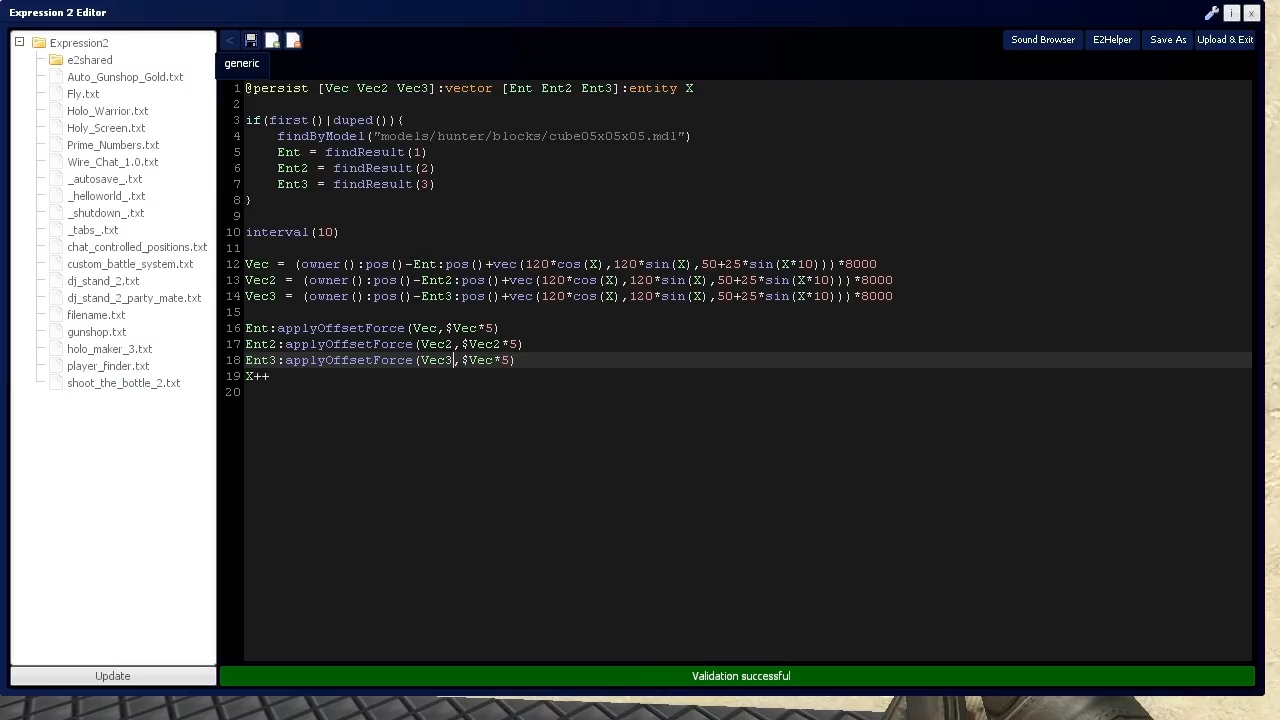 Expression 2 Editor
i
x
Expression2
e2shared
Auto_Gunshop_Gold.txt
Fly.txt
Holo_Warrior.txt
Holy_Screen.txt
Prime_Numbers.txt
Wire_Chat_1.0.txt
_autosave_.txt
_helloworld_.txt
_shutdown_.txt
_tabs_.txt
chat_controlled_positions.txt
custom_battle_system.txt
dj_stand_2.txt
dj_stand_2_party_mate.txt
filename.txt
gunshop.txt
holo_maker_3.txt
player_finder.txt
shoot_the_bottle_2.txt
Update
<
Sound Browser
E2Helper
Save As
Upload & Exit
generic
1 @persist [Vec Vec2 Vec3]:vector [Ent Ent2 Ent3]:entity X
2
3 if(first()|duped()){
4     findByModel("models/hunter/blocks/cube05x05x05.mdl")
5     Ent = findResult(1)
6     Ent2 = findResult(2)
7     Ent3 = findResult(3)
8 }
9
10 interval(10)
11
12 Vec = (owner():pos()-Ent:pos()+vec(120*cos(X),120*sin(X),50+25*sin(X*10)))*8000
13 Vec2 = (owner():pos()-Ent2:pos()+vec(120*cos(X),120*sin(X),50+25*sin(X*10)))*8000
14 Vec3 = (owner():pos()-Ent3:pos()+vec(120*cos(X),120*sin(X),50+25*sin(X*10)))*8000
15
16 Ent:applyOffsetForce(Vec,$Vec*5)
17 Ent2:applyOffsetForce(Vec2,$Vec2*5)
18 Ent3:applyOffsetForce(Vec3,$Vec*5)
19 X++
20
Validation successful